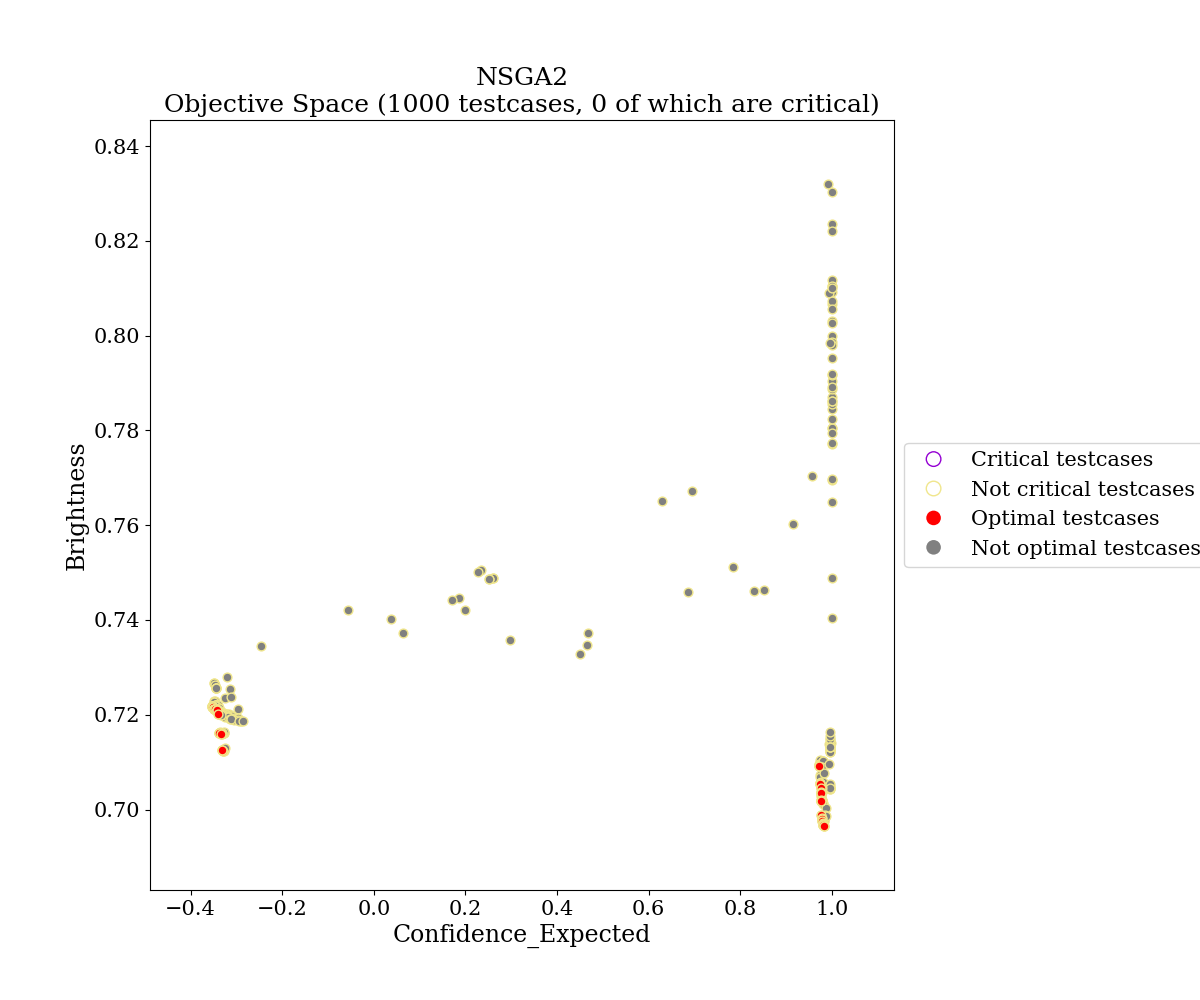 NSGA2
Objective Space (1000 testcases, 0 of which are critical)
0.84
0.82
0.80
0.78
0.76
0.74
0.72
0.70
Brightness
−0.4 −0.2 0.0 0.2 0.4 0.6 0.8 1.0
Confidence_Expected
Critical testcases
Not critical testcases
Optimal testcases
Not optimal testcases